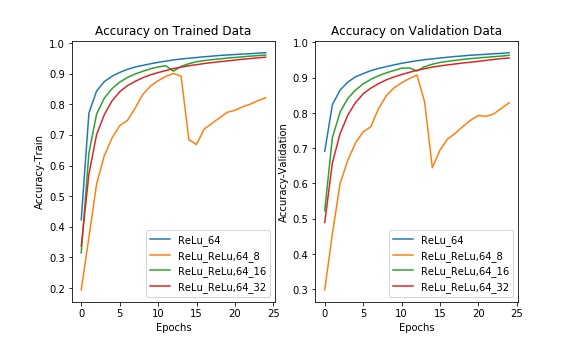 Accuracy on Trained Data
Accuracy-Train
1.0
0.9
0.8
0.7
0.6
0.5
0.4
0.3
0.2
0
5
10
15
20
25
Epochs
ReLu_64
ReLu_ReLu,64_8
ReLu_ReLu,64_16
ReLu_ReLu,64_32
Accuracy on Validation Data
Accuracy-Validation
1.0
0.9
0.8
0.7
0.6
0.5
0.4
0.3
0
5
10
15
20
25
Epochs
ReLu_64
ReLu_ReLu,64_8
ReLu_ReLu,64_16
ReLu_ReLu,64_32